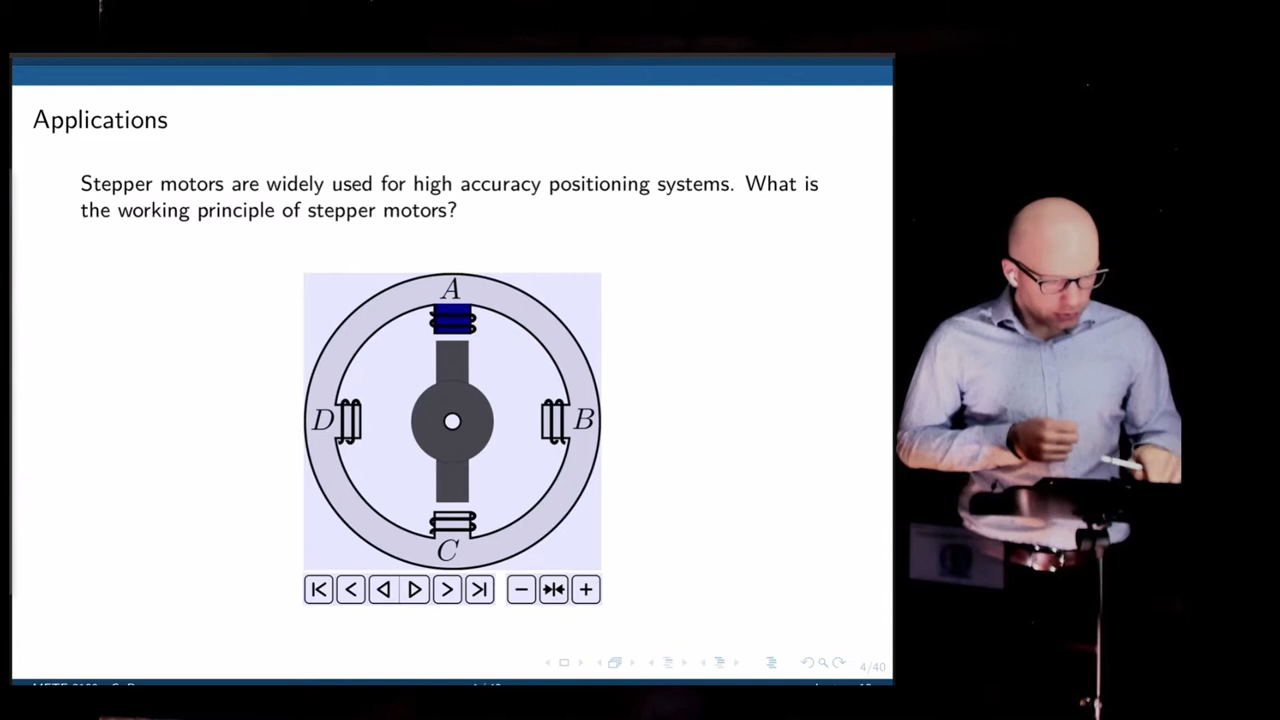 Applications
Stepper motors are widely used for high accuracy positioning systems. What is
the working principle of stepper motors?
A
D
B
C
4/40